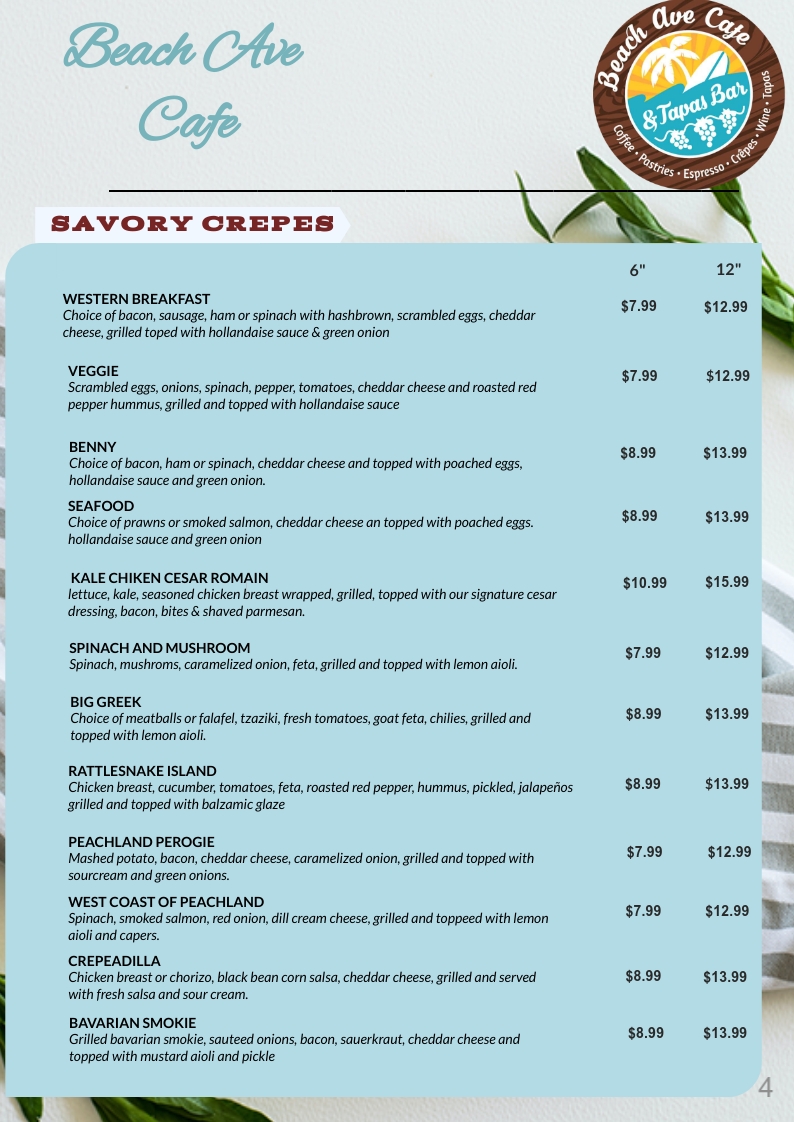 Beach Ave
Cafe
Beach Ave Cafe
& Tapas Bar
Coffee • Pastries • Espresso • Crêpes • Wine • Tapas
SAVORY CREPES
6" 12"
WESTERN BREAKFAST
Choice of bacon, sausage, ham or spinach with hashbrown, scrambled eggs, cheddar $7.99 $12.99
cheese, grilled toped with hollandaise sauce & green onion
VEGGIE
Scrambled eggs, onions, spinach, pepper, tomatoes, cheddar cheese and roasted red $7.99 $12.99
pepper hummus, grilled and topped with hollandaise sauce
BENNY
Choice of bacon, ham or spinach, cheddar cheese and topped with poached eggs, $8.99 $13.99
hollandaise sauce and green onion.
SEAFOOD
Choice of prawns or smoked salmon, cheddar cheese an topped with poached eggs. $8.99 $13.99
hollandaise sauce and green onion
KALE CHIKEN CESAR ROMAIN $10.99 $15.99
lettuce, kale, seasoned chicken breast wrapped, grilled, topped with our signature cesar
dressing, bacon, bites & shaved parmesan.
SPINACH AND MUSHROOM $7.99 $12.99
Spinach, mushroms, caramelized onion, feta, grilled and topped with lemon aioli.
BIG GREEK
Choice of meatballs or falafel, tzaziki, fresh tomatoes, goat feta, chilies, grilled and $8.99 $13.99
topped with lemon aioli.
RATTLESNAKE ISLAND
Chicken breast, cucumber, tomatoes, feta, roasted red pepper, hummus, pickled, jalapeños $8.99 $13.99
grilled and topped with balzamic glaze
PEACHLAND PEROGIE
Mashed potato, bacon, cheddar cheese, caramelized onion, grilled and topped with $7.99 $12.99
sourcream and green onions.
WEST COAST OF PEACHLAND
Spinach, smoked salmon, red onion, dill cream cheese, grilled and toppeed with lemon $7.99 $12.99
aioli and capers.
CREPEADILLA
Chicken breast or chorizo, black bean corn salsa, cheddar cheese, grilled and served $8.99 $13.99
with fresh salsa and sour cream.
BAVARIAN SMOKIE
Grilled bavarian smokie, sauteed onions, bacon, sauerkraut, cheddar cheese and $8.99 $13.99
topped with mustard aioli and pickle
4